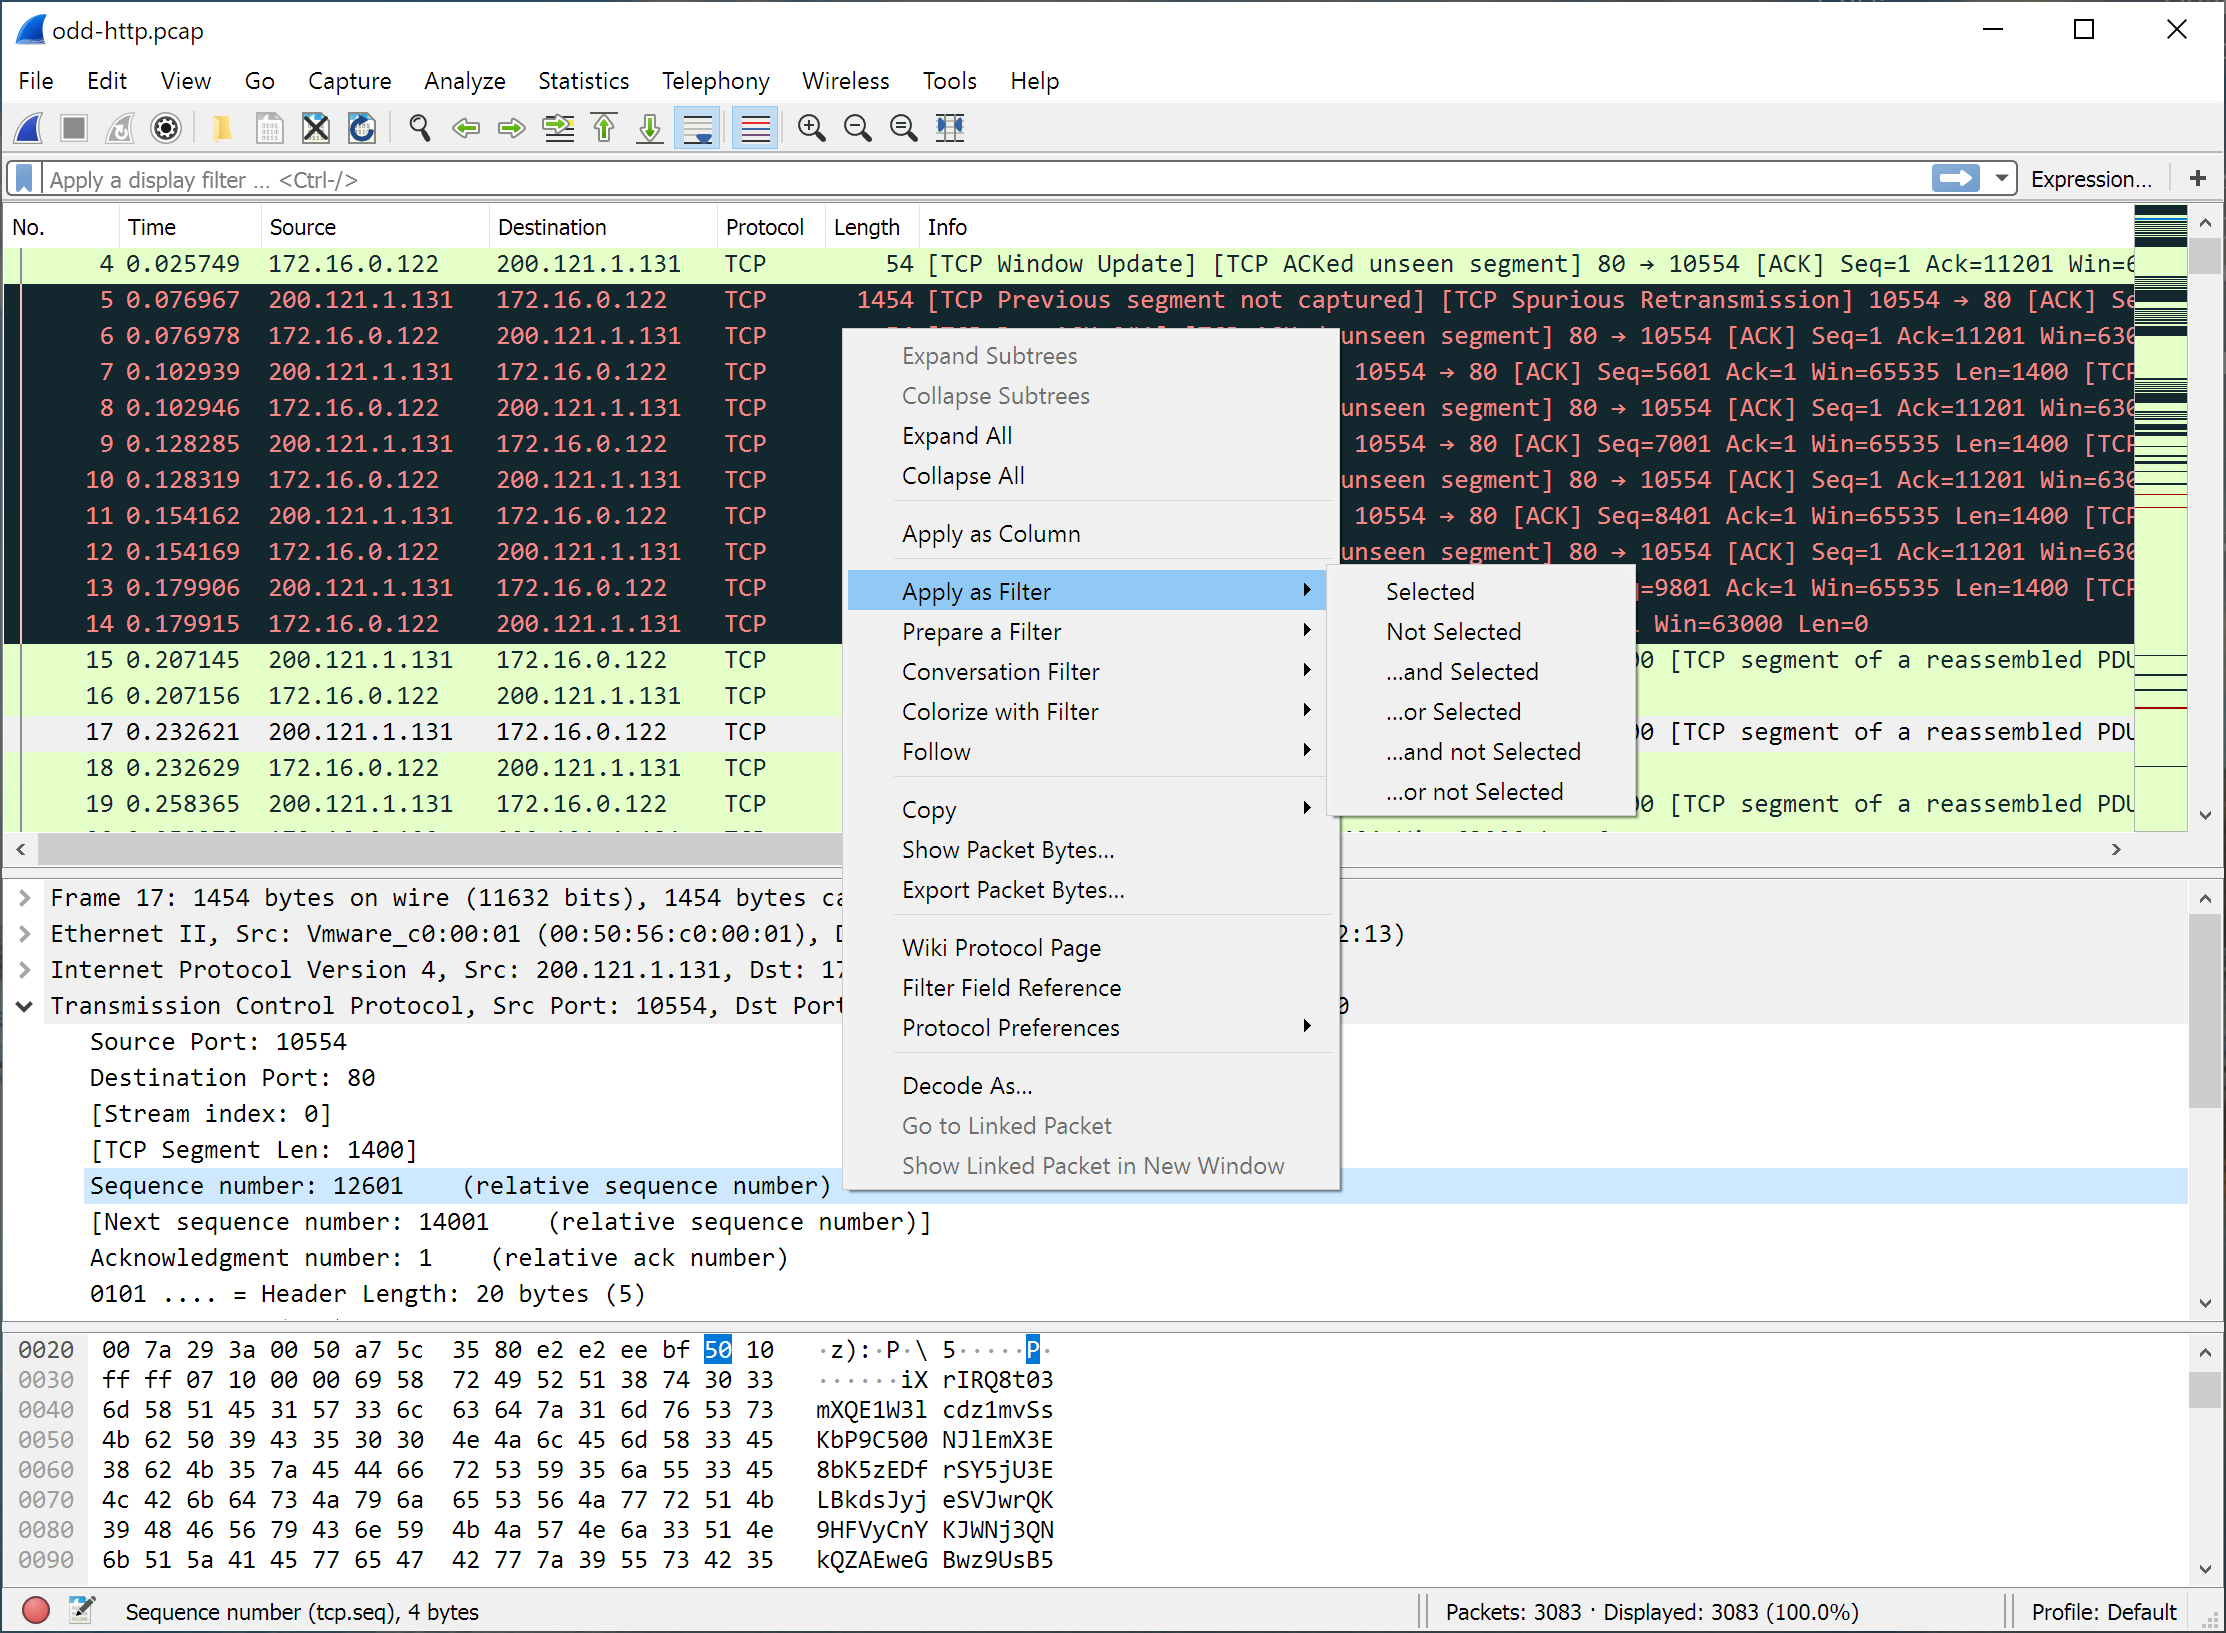 odd-http.pcap
File Edit View Go Capture Analyze Statistics Telephony Wireless Tools Help
Apply a display filter ... <Ctrl-/> Expression... +
No. Time Source Destination Protocol Length Info
4 0.025749 172.16.0.122 200.121.1.131 TCP 54 [TCP Window Update] [TCP ACKed unseen segment] 80 → 10554 [ACK] Seq=1 Ack=11201 Win=6
5 0.076967 200.121.1.131 172.16.0.122 TCP 1454 [TCP Previous segment not captured] [TCP Spurious Retransmission] 10554 → 80 [ACK] Se
6 0.076978 172.16.0.122 200.121.1.131 TCP unseen segment] 80 → 10554 [ACK] Seq=1 Ack=11201 Win=630
7 0.102939 200.121.1.131 172.16.0.122 TCP 10554 → 80 [ACK] Seq=5601 Ack=1 Win=65535 Len=1400 [TCP
8 0.102946 172.16.0.122 200.121.1.131 TCP unseen segment] 80 → 10554 [ACK] Seq=1 Ack=11201 Win=630
9 0.128285 200.121.1.131 172.16.0.122 TCP 10554 → 80 [ACK] Seq=7001 Ack=1 Win=65535 Len=1400 [TCP
10 0.128319 172.16.0.122 200.121.1.131 TCP unseen segment] 80 → 10554 [ACK] Seq=1 Ack=11201 Win=630
11 0.154162 200.121.1.131 172.16.0.122 TCP 10554 → 80 [ACK] Seq=8401 Ack=1 Win=65535 Len=1400 [TCP
12 0.154169 172.16.0.122 200.121.1.131 TCP unseen segment] 80 → 10554 [ACK] Seq=1 Ack=11201 Win=630
13 0.179906 200.121.1.131 172.16.0.122 TCP =9801 Ack=1 Win=65535 Len=1400 [TCP
14 0.179915 172.16.0.122 200.121.1.131 TCP Win=63000 Len=0
15 0.207145 200.121.1.131 172.16.0.122 TCP 00 [TCP segment of a reassembled PDU
16 0.207156 172.16.0.122 200.121.1.131 TCP
17 0.232621 200.121.1.131 172.16.0.122 TCP 00 [TCP segment of a reassembled PDU
18 0.232629 172.16.0.122 200.121.1.131 TCP
19 0.258365 200.121.1.131 172.16.0.122 TCP 00 [TCP segment of a reassembled PDU
Expand Subtrees
Collapse Subtrees
Expand All
Collapse All
Apply as Column
Apply as Filter
Prepare a Filter
Conversation Filter
Colorize with Filter
Follow
Copy
Show Packet Bytes...
Export Packet Bytes...
Wiki Protocol Page
Filter Field Reference
Protocol Preferences
Decode As...
Go to Linked Packet
Show Linked Packet in New Window
Selected
Not Selected
...and Selected
...or Selected
...and not Selected
...or not Selected
Frame 17: 1454 bytes on wire (11632 bits), 1454 bytes ca
Ethernet II, Src: Vmware_c0:00:01 (00:50:56:c0:00:01), D 2:13)
Internet Protocol Version 4, Src: 200.121.1.131, Dst: 17
Transmission Control Protocol, Src Port: 10554, Dst Port 0
Source Port: 10554
Destination Port: 80
[Stream index: 0]
[TCP Segment Len: 1400]
Sequence number: 12601 (relative sequence number)
[Next sequence number: 14001 (relative sequence number)]
Acknowledgment number: 1 (relative ack number)
0101 .... = Header Length: 20 bytes (5)
0020 00 7a 29 3a 00 50 a7 5c 35 80 e2 e2 ee bf 50 10 ·z):·P·\ 5·····P·
0030 ff ff 07 10 00 00 69 58 72 49 52 51 38 74 30 33 ······iX rIRQ8t03
0040 6d 58 51 45 31 57 33 6c 63 64 7a 31 6d 76 53 73 mXQE1W3l cdz1mvSs
0050 4b 62 50 39 43 35 30 30 4e 4a 6c 45 6d 58 33 45 KbP9C500 NJlEmX3E
0060 38 62 4b 35 7a 45 44 66 72 53 59 35 6a 55 33 45 8bK5zEDf rSY5jU3E
0070 4c 42 6b 64 73 4a 79 6a 65 53 56 4a 77 72 51 4b LBkdsJyj eSVJwrQK
0080 39 48 46 56 79 43 6e 59 4b 4a 57 4e 6a 33 51 4e 9HFVyCnY KJWNj3QN
0090 6b 51 5a 41 45 77 65 47 42 77 7a 39 55 73 42 35 kQZAEweG Bwz9UsB5
Sequence number (tcp.seq), 4 bytes Packets: 3083 · Displayed: 3083 (100.0%) Profile: Default